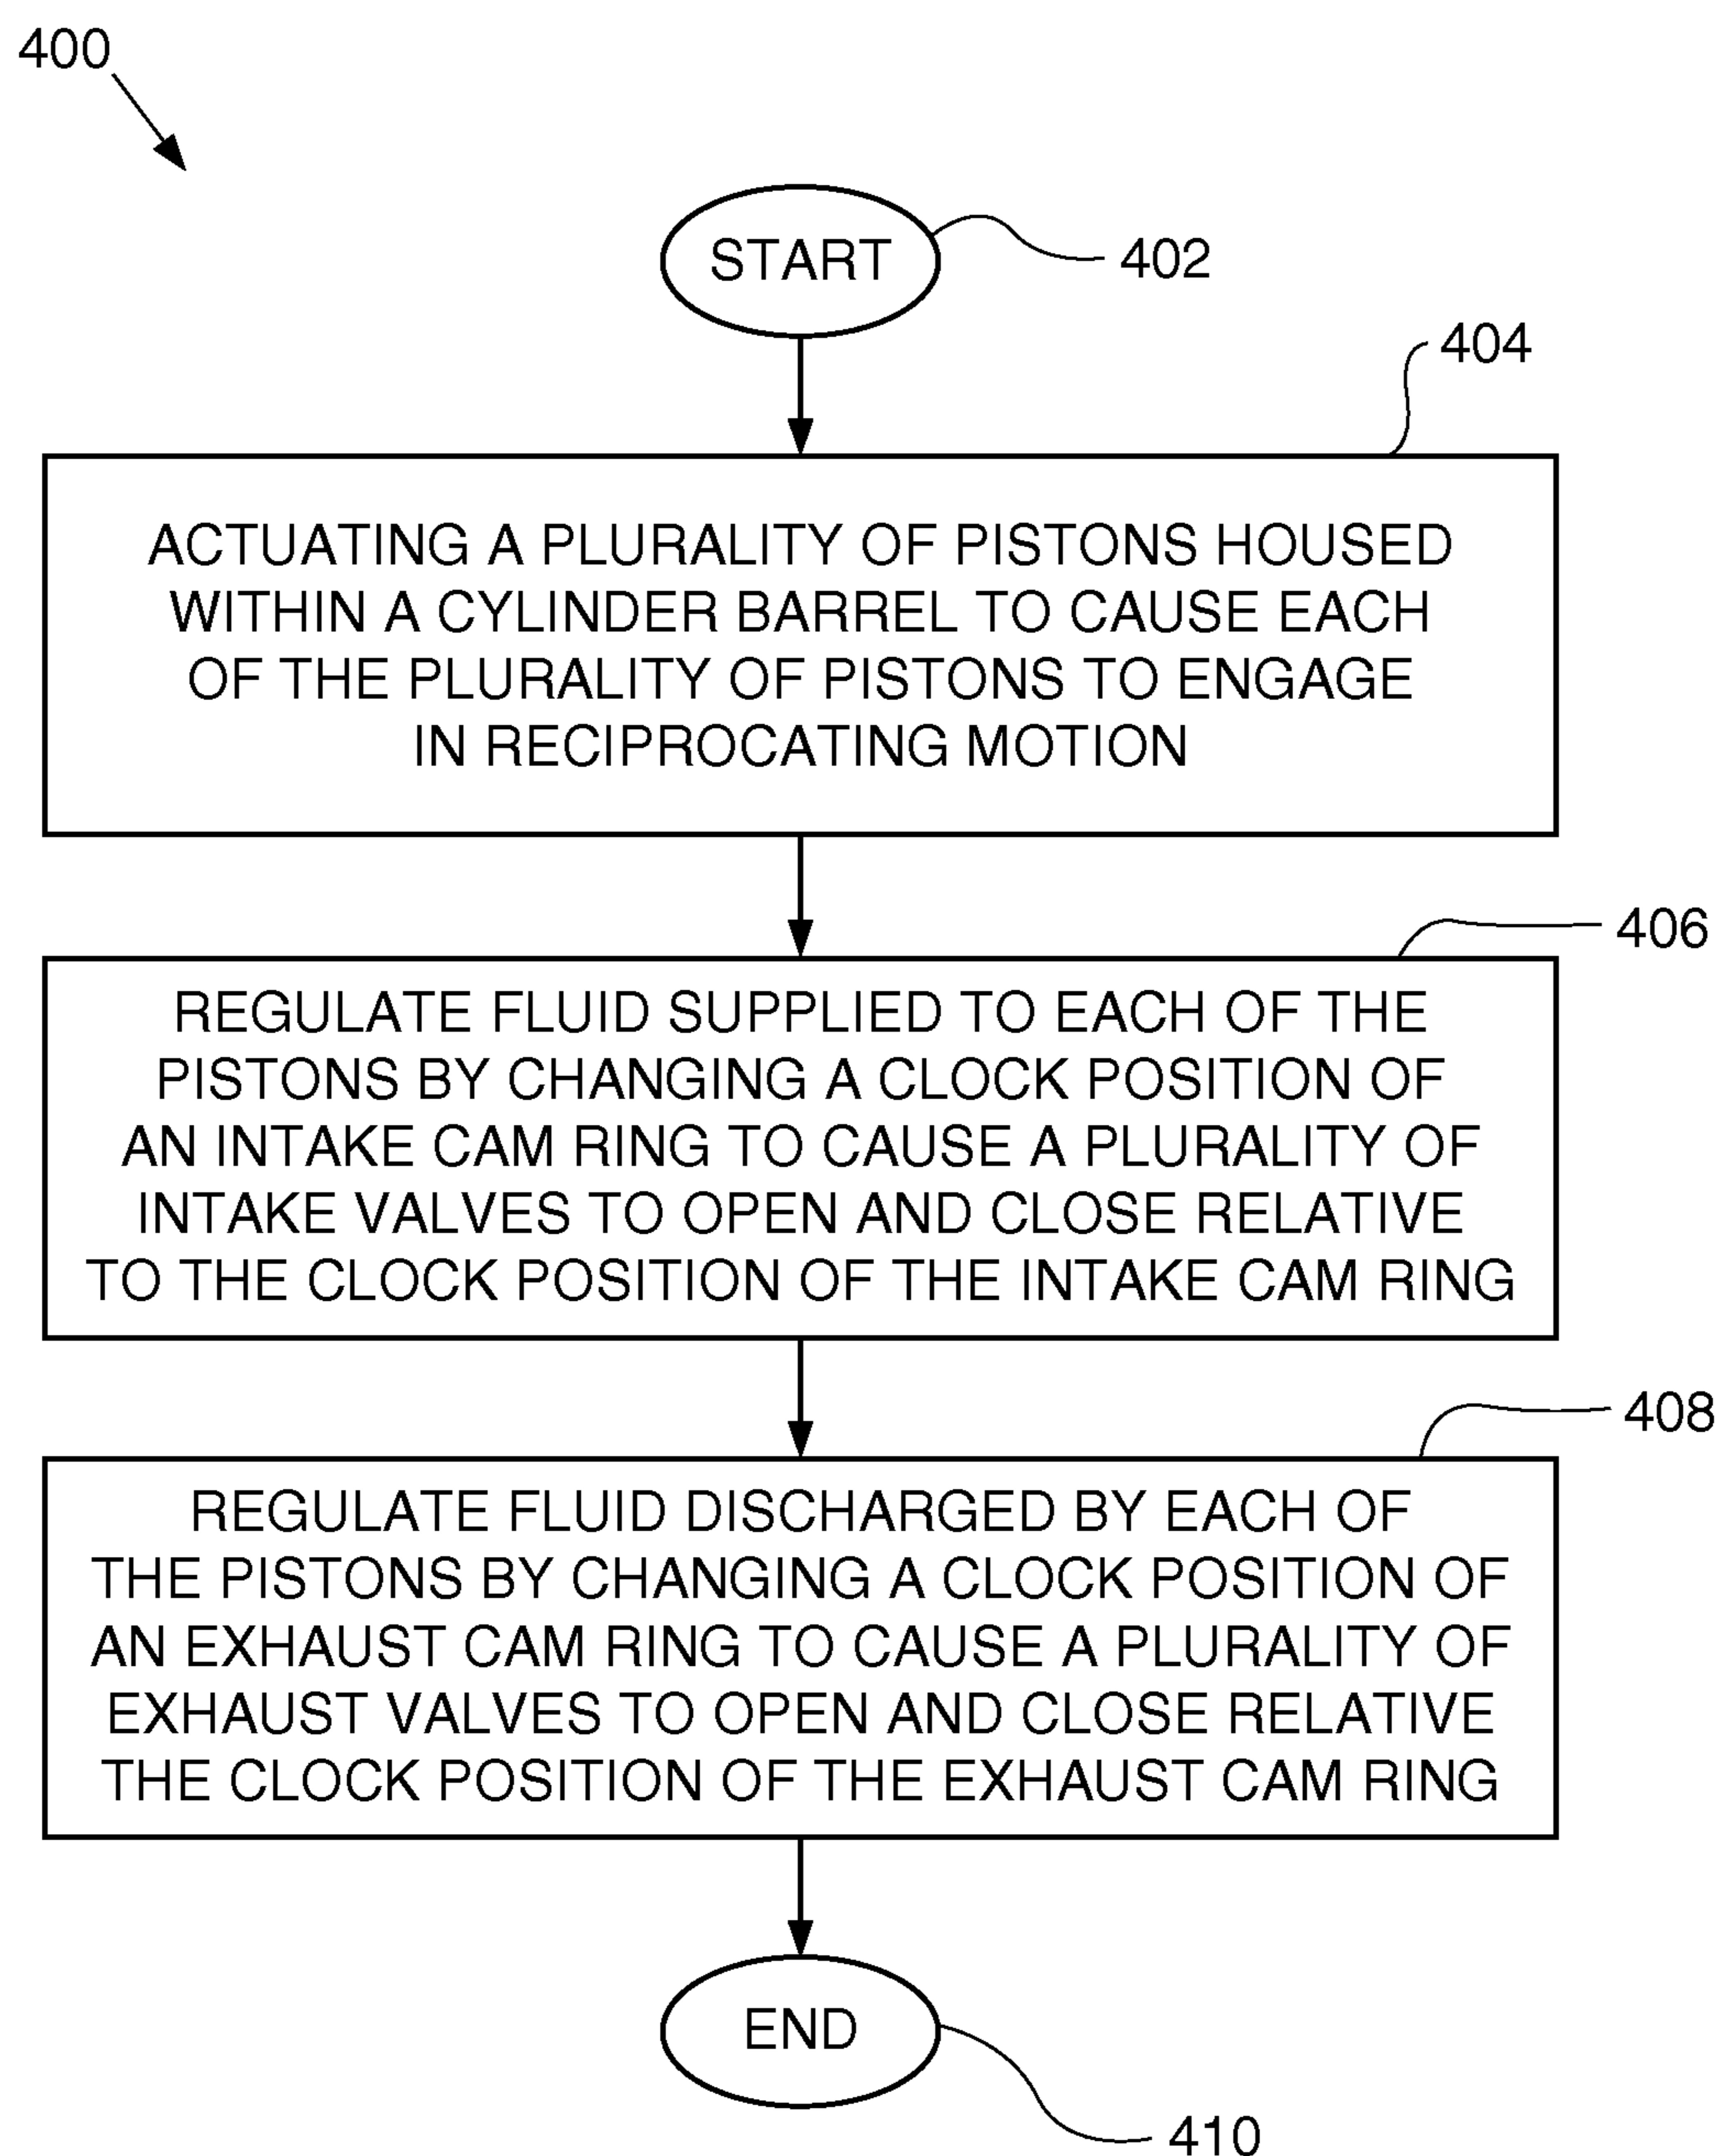 400
START
402
404
ACTUATING A PLURALITY OF PISTONS HOUSED
WITHIN A CYLINDER BARREL TO CAUSE EACH
OF THE PLURALITY OF PISTONS TO ENGAGE
IN RECIPROCATING MOTION
406
REGULATE FLUID SUPPLIED TO EACH OF THE
PISTONS BY CHANGING A CLOCK POSITION OF
AN INTAKE CAM RING TO CAUSE A PLURALITY OF
INTAKE VALVES TO OPEN AND CLOSE RELATIVE
TO THE CLOCK POSITION OF THE INTAKE CAM RING
408
REGULATE FLUID DISCHARGED BY EACH OF
THE PISTONS BY CHANGING A CLOCK POSITION OF
AN EXHAUST CAM RING TO CAUSE A PLURALITY OF
EXHAUST VALVES TO OPEN AND CLOSE RELATIVE
THE CLOCK POSITION OF THE EXHAUST CAM RING
END
410